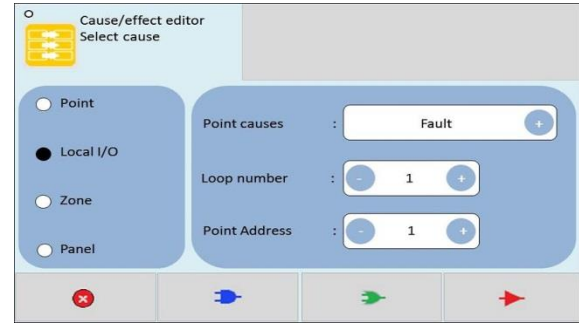 Cause/effect editor
Select cause
Point
Local I/O
Zone
Panel
Point causes : Fault +
Loop number : - 1 +
Point Address : - 1 +